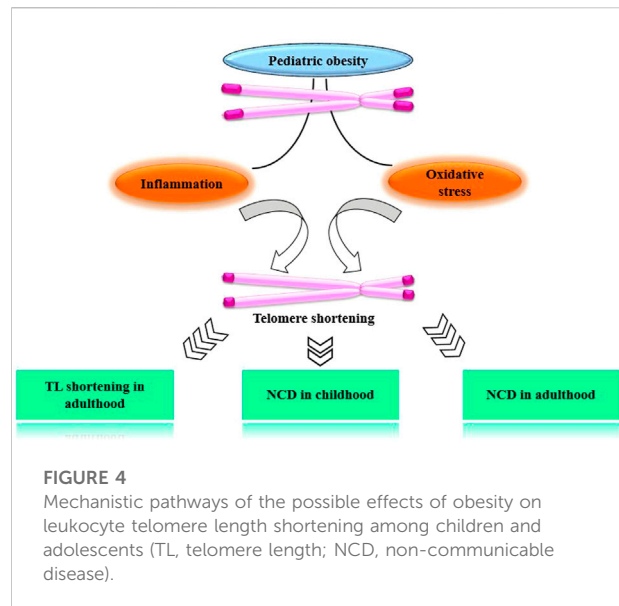 Pediatric obesity
Inflammation
Oxidative
stress
Telomere shortening
TL shortening in
adulthood
NCD in childhood
NCD in adulthood
FIGURE 4
Mechanistic pathways of the possible effects of obesity on
leukocyte telomere length shortening among children and
adolescents (TL, telomere length; NCD, non-communicable
disease).